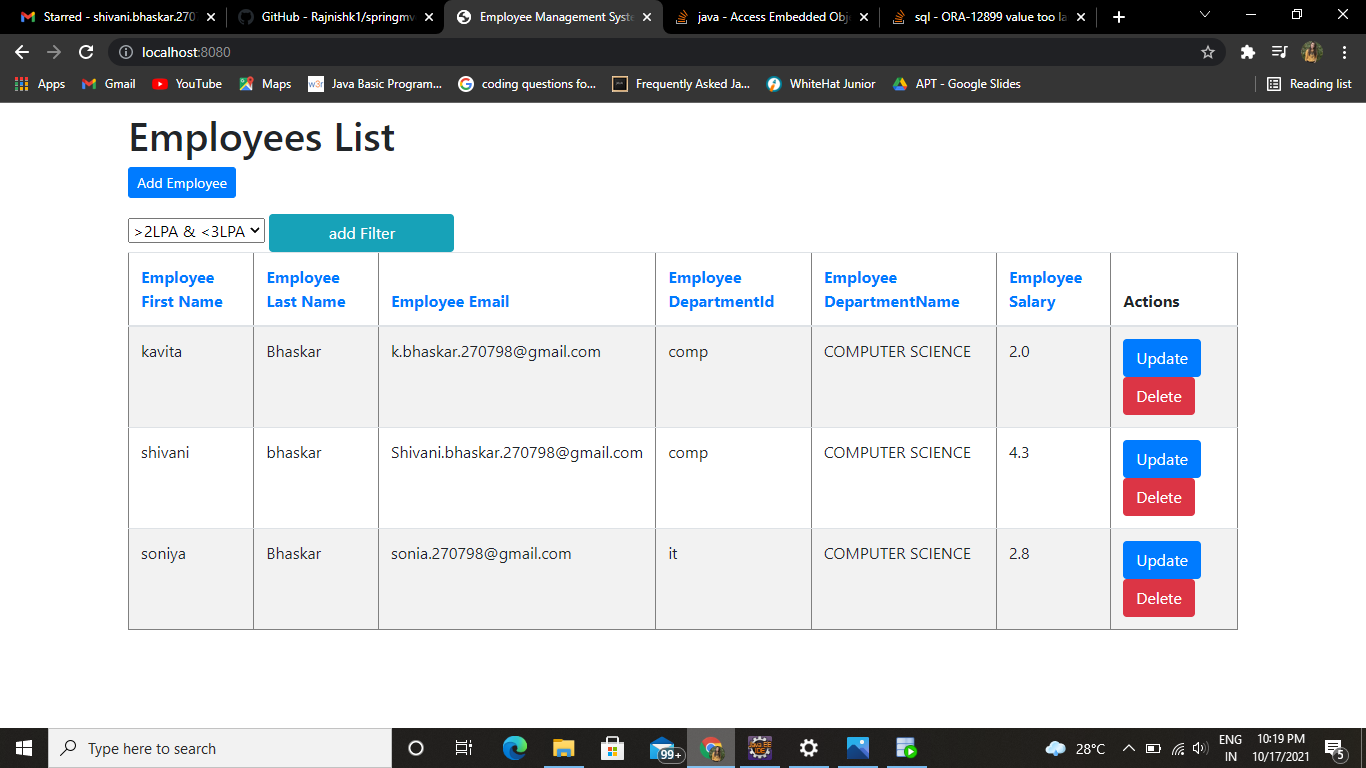 Starred - shivani.bhaskar.270 GitHub - Rajnishk1/springmv Employee Management Syste java - Access Embedded Obj sql - ORA-12899 value too la
localhost:8080
Apps Gmail YouTube Maps w3r Java Basic Program... coding questions fo... Frequently Asked Ja... WhiteHat Junior APT - Google Slides Reading list
Employees List
Add Employee
>2LPA & <3LPA add Filter
Employee First Name Employee Last Name Employee Email Employee DepartmentId Employee DepartmentName Employee Salary Actions
kavita Bhaskar k.bhaskar.270798@gmail.com comp COMPUTER SCIENCE 2.0 Update
Delete
shivani bhaskar Shivani.bhaskar.270798@gmail.com comp COMPUTER SCIENCE 4.3 Update
Delete
soniya Bhaskar sonia.270798@gmail.com it COMPUTER SCIENCE 2.8 Update
Delete
Type here to search 99+ 28°C ENG IN 10:19 PM 10/17/2021 5